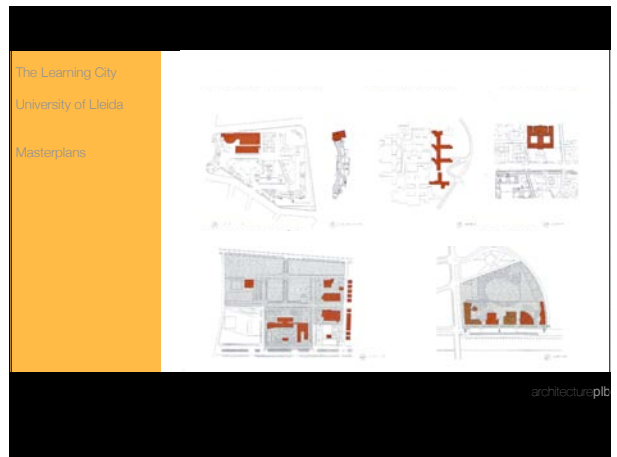 The Learning City
University of Lleida
Masterplans
architectureplb